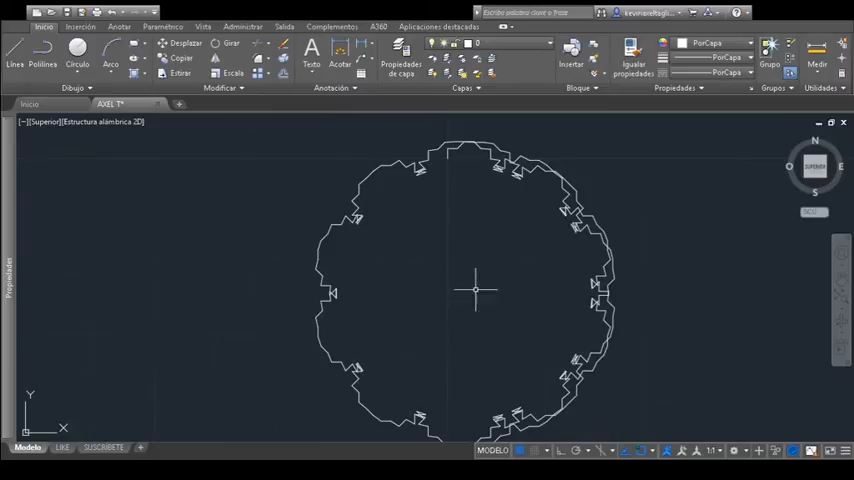 Escriba palabra clave o frase
Inicio Inserción Anotar Paramétrico Vista Administrar Salida Complementos A360 Aplicaciones destacadas
Desplazar Girar 0 PorCapa
Copiar PorCapa
Línea Polilínea Círculo Arco Texto Acotar Propiedades de capa Insertar Igualar propiedades Grupo Medir
Estirar Escala PorCapa
Dibujo Modificar Anotación Capas Bloque Propiedades Grupos Utilidades
Inicio AXEL T*
[−][Superior][Estructura alámbrica 2D]
N
O SUPERIOR E
S
SCU
Propiedades
Y
X
Modelo LIKE SUSCRIBETE MODELO 1:1